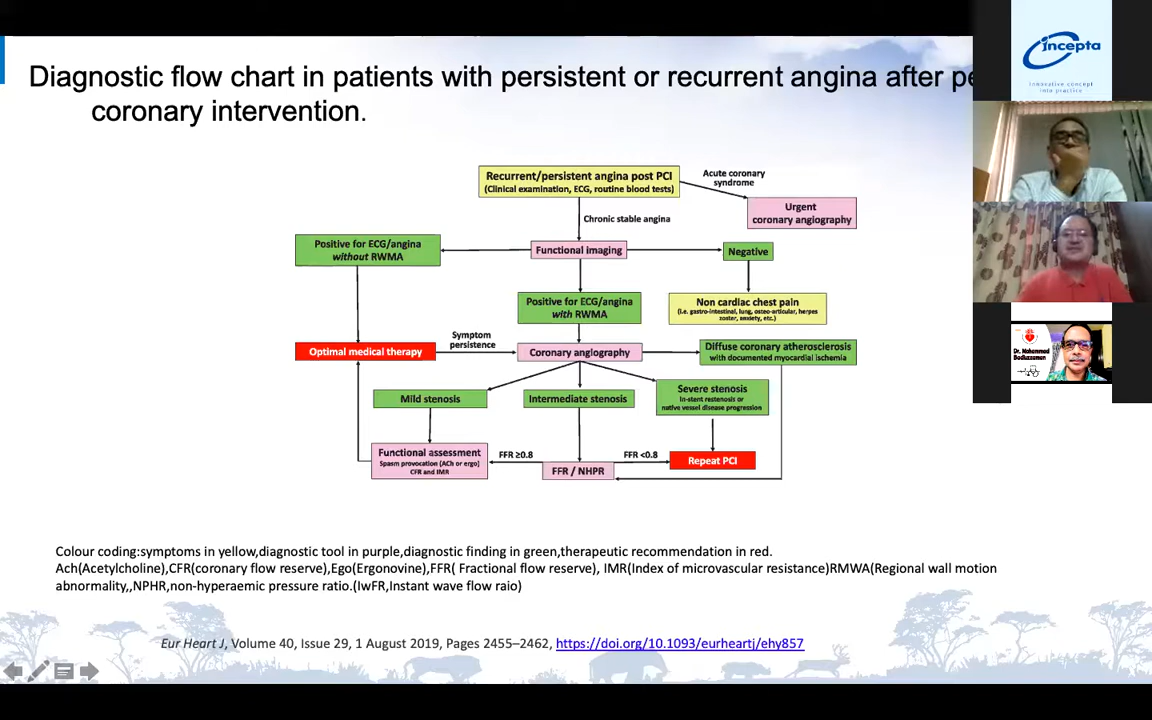 Diagnostic flow chart in patients with persistent or recurrent angina after pe
coronary intervention.
Recurrent/persistent angina post PCI
(Clinical examination, ECG, routine blood tests)
Acute coronary
syndrome
Urgent
coronary angiography
Chronic stable angina
Positive for ECG/angina
without RWMA
Functional imaging
Negative
Positive for ECG/angina
with RWMA
Non cardiac chest pain
(i.e. gastro-intestinal, lung, osteo-articular, herpes
zoster, anxiety, etc.)
Optimal medical therapy
Symptom
persistence
Coronary angiography
Diffuse coronary atherosclerosis
with documented myocardial ischemia
Mild stenosis
Intermediate stenosis
Severe stenosis
In-stent restenosis or
native vessel disease progression
Functional assessment
Spasm provocation (ACh or ergo)
CFR and IMR
FFR ≥0.8
FFR / NHPR
FFR <0.8
Repeat PCI
Colour coding:symptoms in yellow,diagnostic tool in purple,diagnostic finding in green,therapeutic recommendation in red.
Ach(Acetylcholine),CFR(coronary flow reserve),Ego(Ergonovine),FFR( Fractional flow reserve), IMR(Index of microvascular resistance)RMWA(Regional wall motion
abnormality,,NPHR,non-hyperaemic pressure ratio.(IwFR,Instant wave flow raio)
Eur Heart J, Volume 40, Issue 29, 1 August 2019, Pages 2455–2462, https://doi.org/10.1093/eurheartj/ehy857
incepta
Innovative concept
into practice
Dr. Mohammed
Badiuzzaman